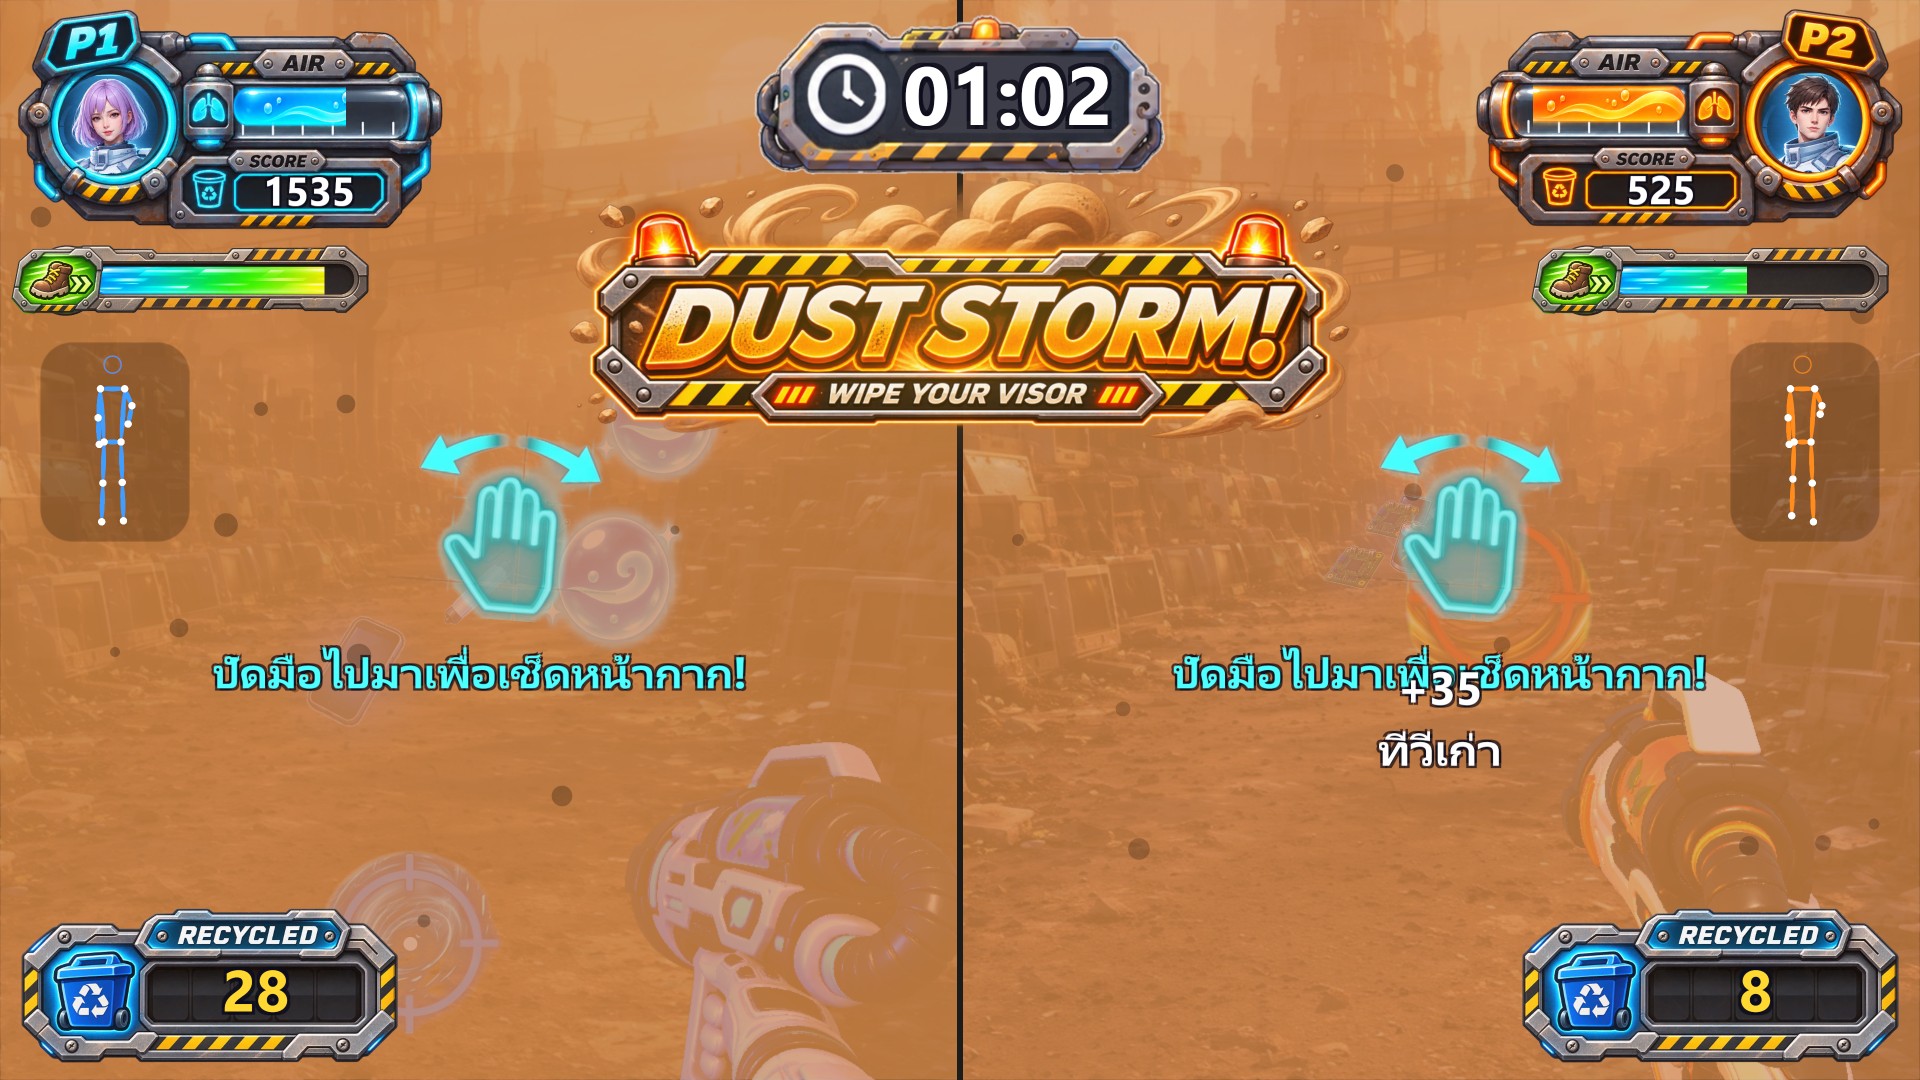 P1
AIR
SCORE
1535
01:02
P2
AIR
SCORE
525
DUST STORM!
WIPE YOUR VISOR
ปัดมือไปมาเพื่อเช็ดหน้ากาก!
ปัดมือไปมาเพื่อเช็ดหน้ากาก!
+35
ทีวีเก่า
RECYCLED
28
RECYCLED
8